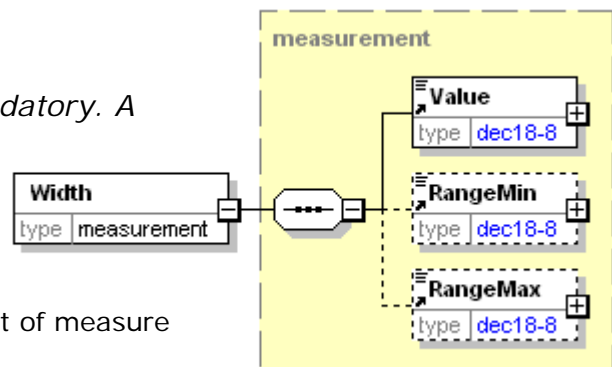 measurement
datory. A
Value
type dec18-8
Width
type measurement
RangeMin
type dec18-8
RangeMax
type dec18-8
t of measure